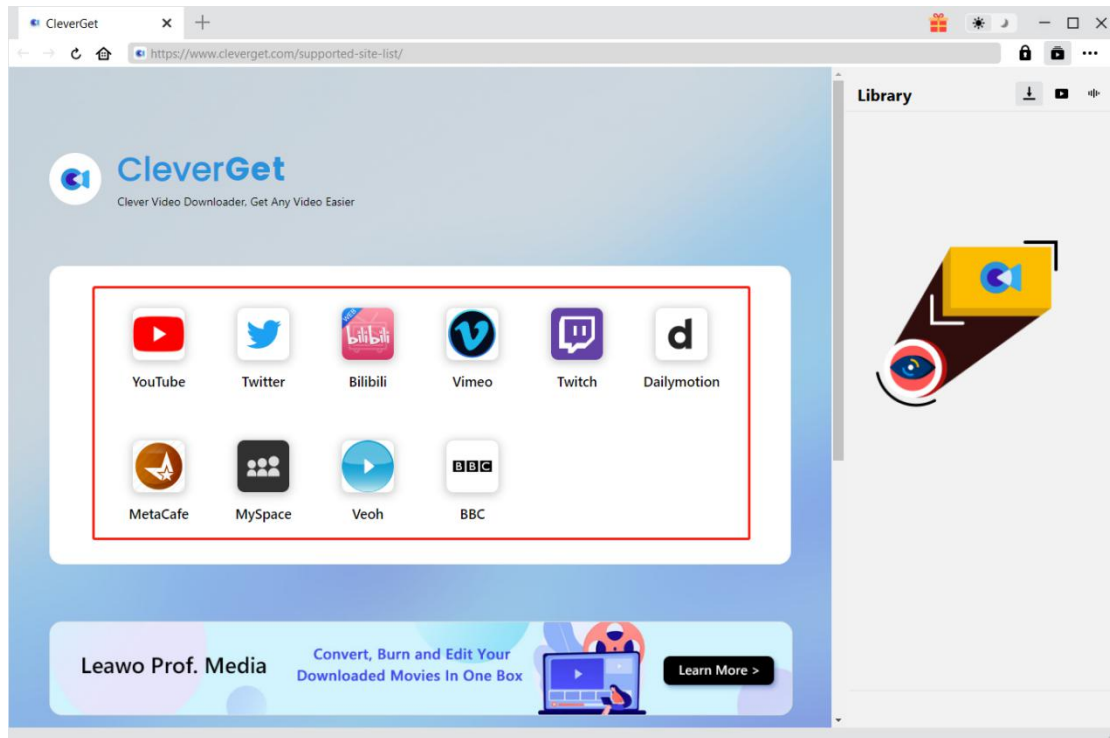 CleverGet
https://www.cleverget.com/supported-site-list/
Library
CleverGet
Clever Video Downloader. Get Any Video Easier
WEB
bilibili
YouTube
Twitter
Bilibili
Vimeo
Twitch
Dailymotion
BBC
MetaCafe
MySpace
Veoh
BBC
Leawo Prof. Media
Convert, Burn and Edit Your
Downloaded Movies In One Box
Learn More >